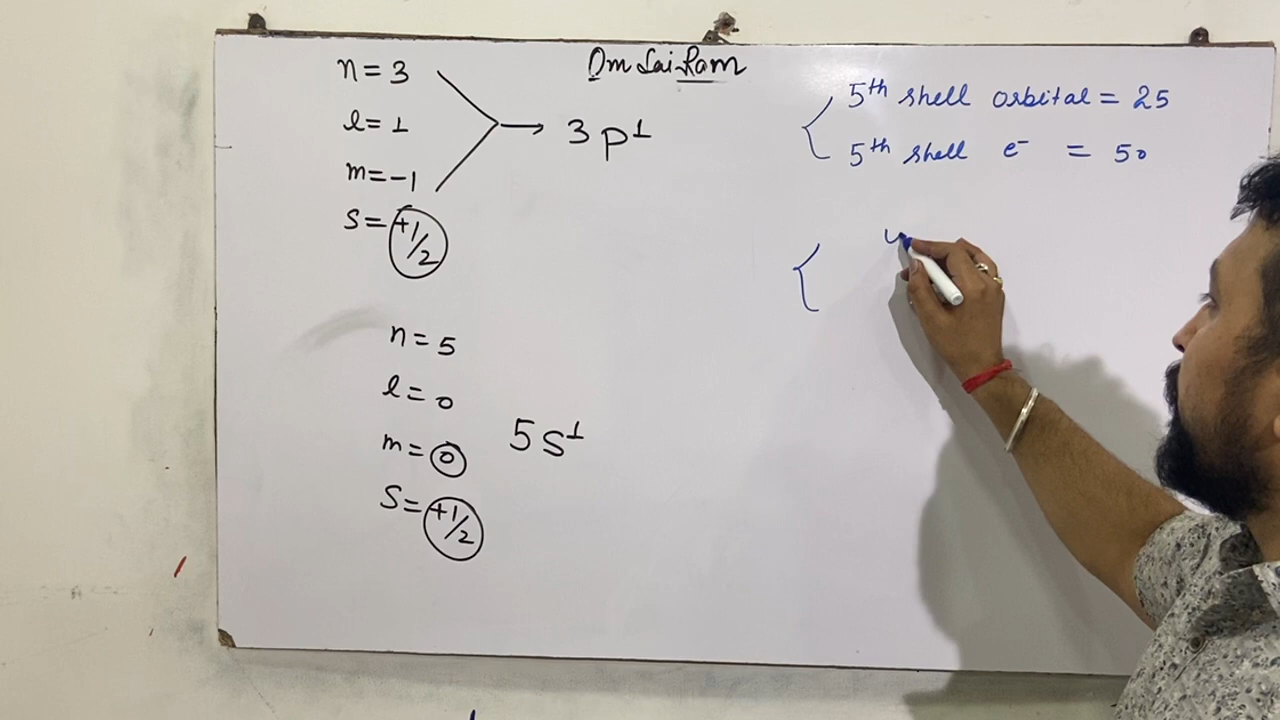 Om Sai Ram
n = 3
l = 1
m = -1
s = +1/2
→ 3p¹
n = 5
l = 0
m = 0
s = +1/2
5s¹
5th shell orbital = 25
5th shell e⁻ = 50